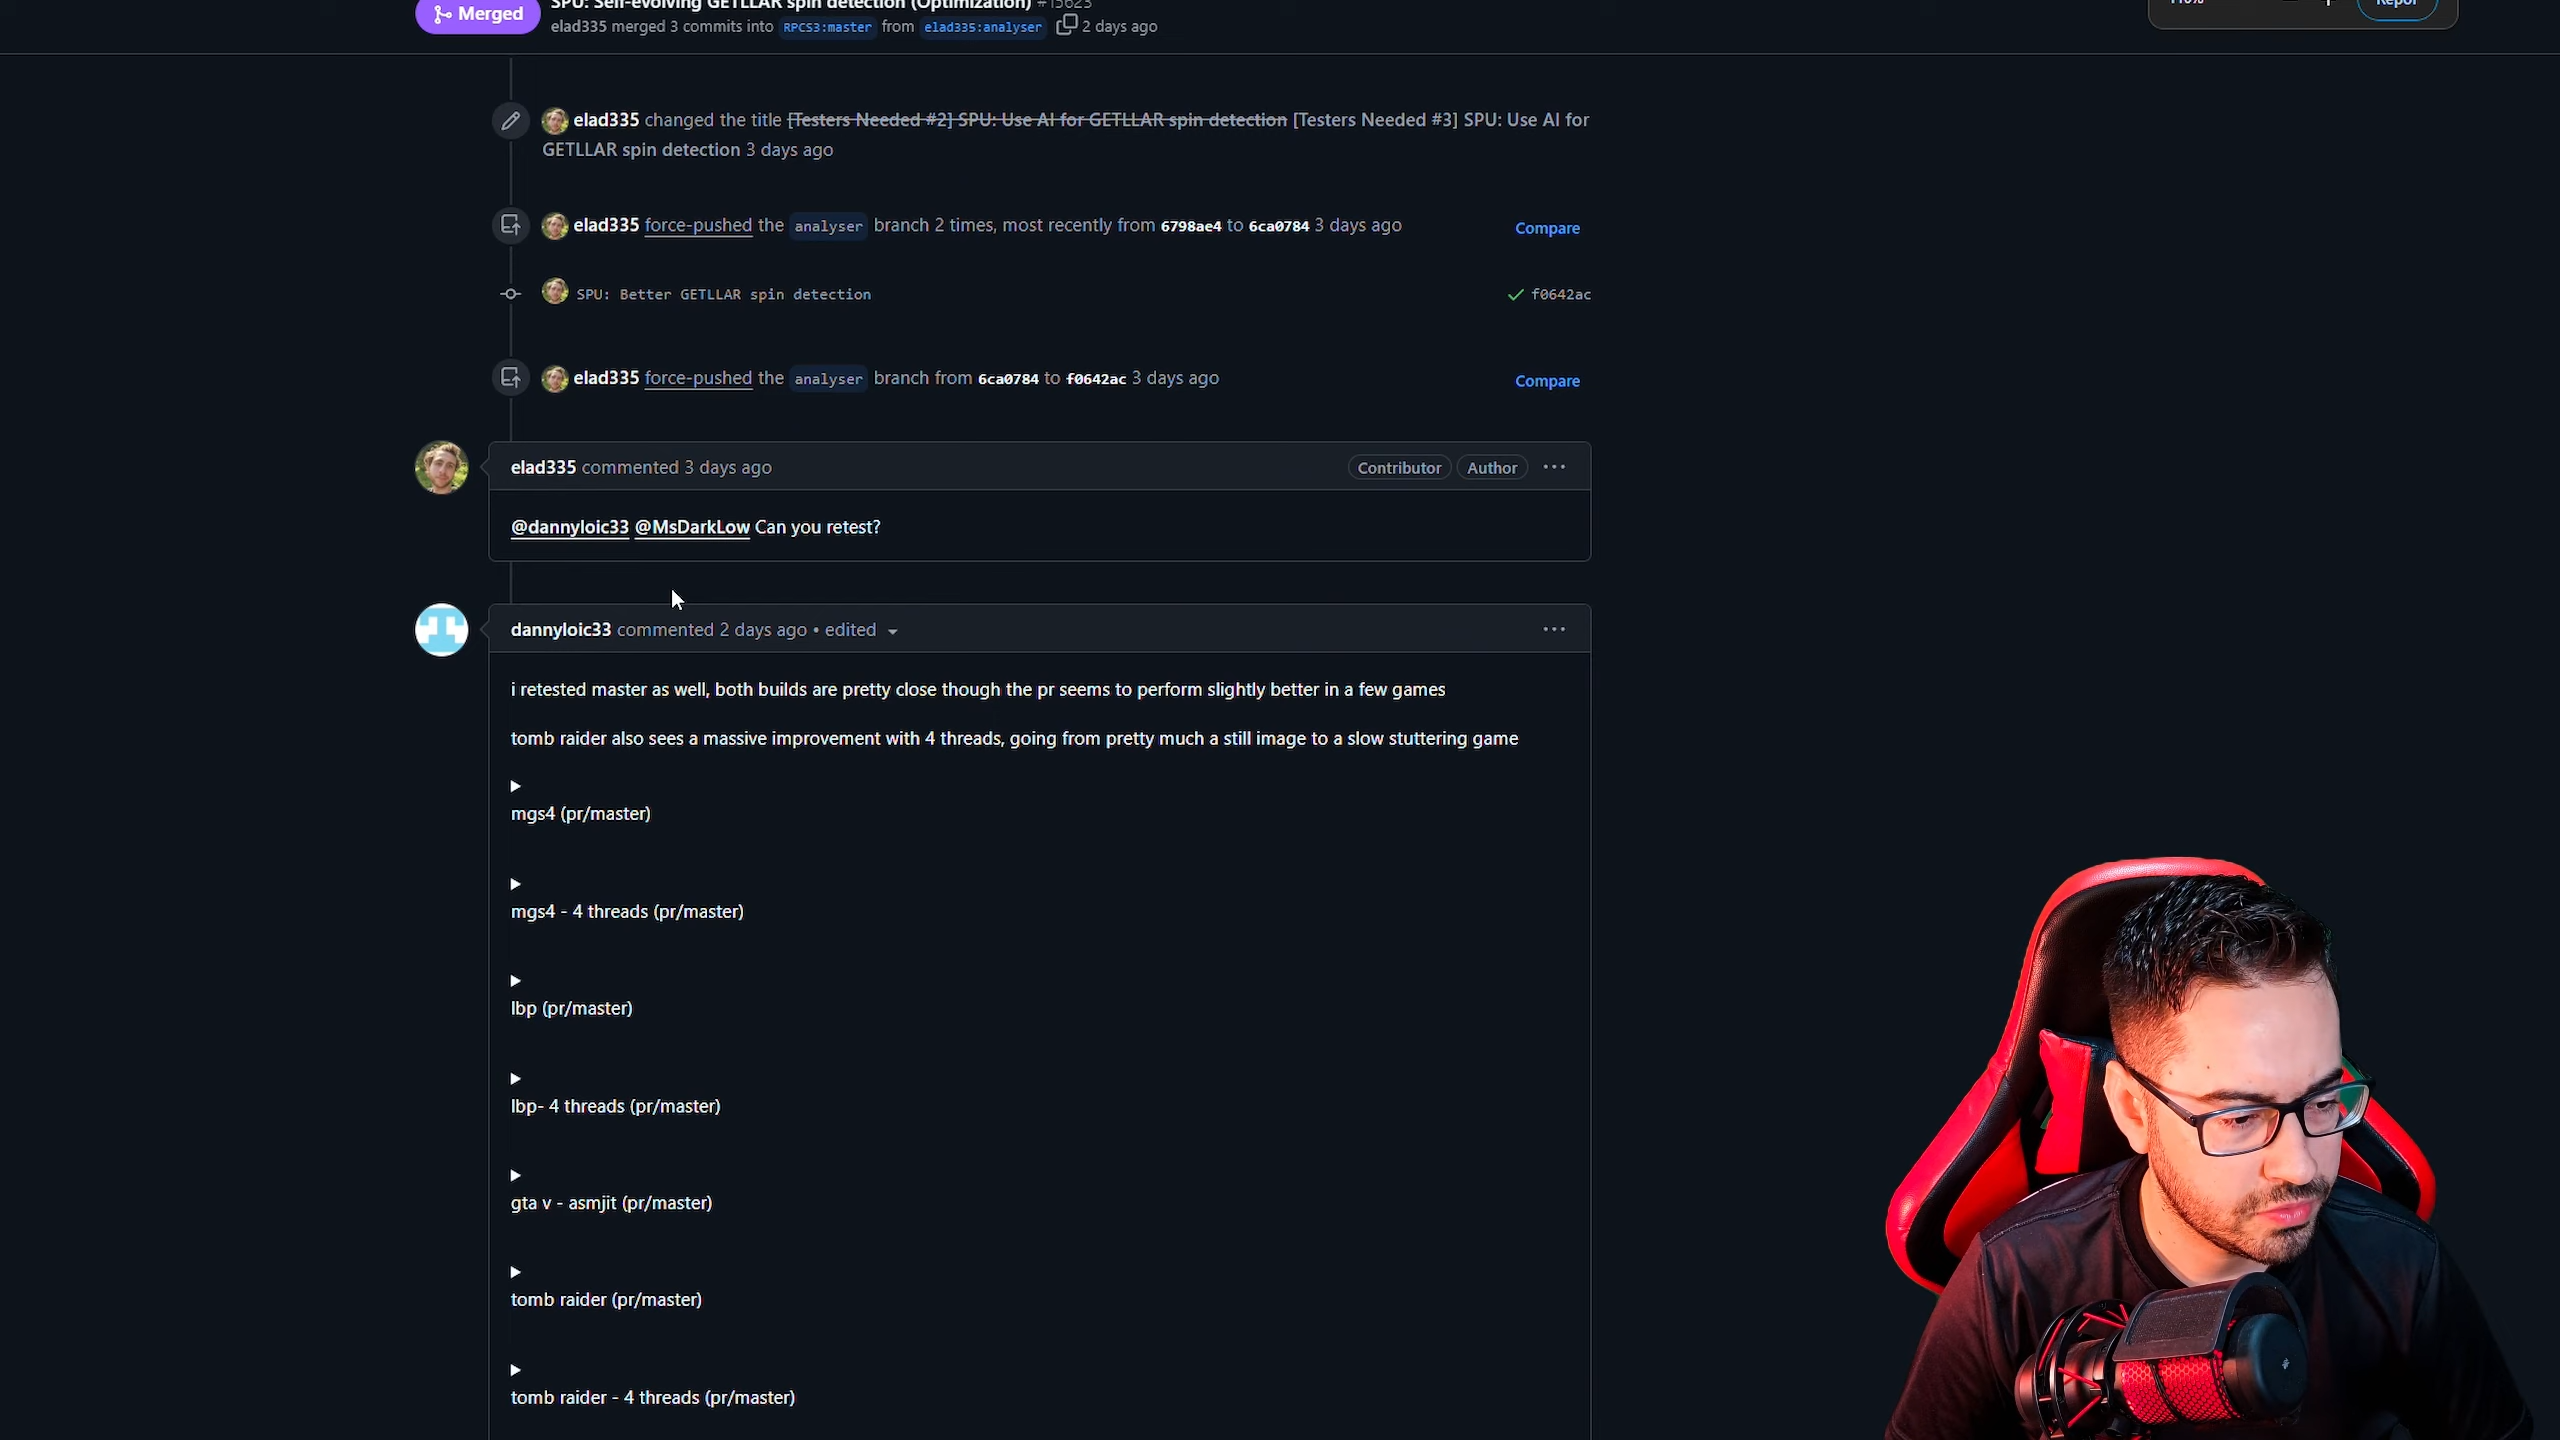 Merged
SPU: Self-evolving GETLLAR spin detection (Optimization) #15623
elad335 merged 3 commits into RPCS3:master from elad335:analyser 2 days ago
110%
elad335 changed the title [Testers Needed #2] SPU: Use AI for GETLLAR spin detection [Testers Needed #3] SPU: Use AI for
GETLLAR spin detection 3 days ago
elad335 force-pushed the analyser branch 2 times, most recently from 6798ae4 to 6ca0784 3 days ago
Compare
SPU: Better GETLLAR spin detection
f0642ac
elad335 force-pushed the analyser branch from 6ca0784 to f0642ac 3 days ago
Compare
elad335 commented 3 days ago
Contributor
Author
@dannyloic33 @MsDarkLow Can you retest?
dannyloic33 commented 2 days ago • edited
i retested master as well, both builds are pretty close though the pr seems to perform slightly better in a few games
tomb raider also sees a massive improvement with 4 threads, going from pretty much a still image to a slow stuttering game
mgs4 (pr/master)
mgs4 - 4 threads (pr/master)
lbp (pr/master)
lbp- 4 threads (pr/master)
gta v - asmjit (pr/master)
tomb raider (pr/master)
tomb raider - 4 threads (pr/master)